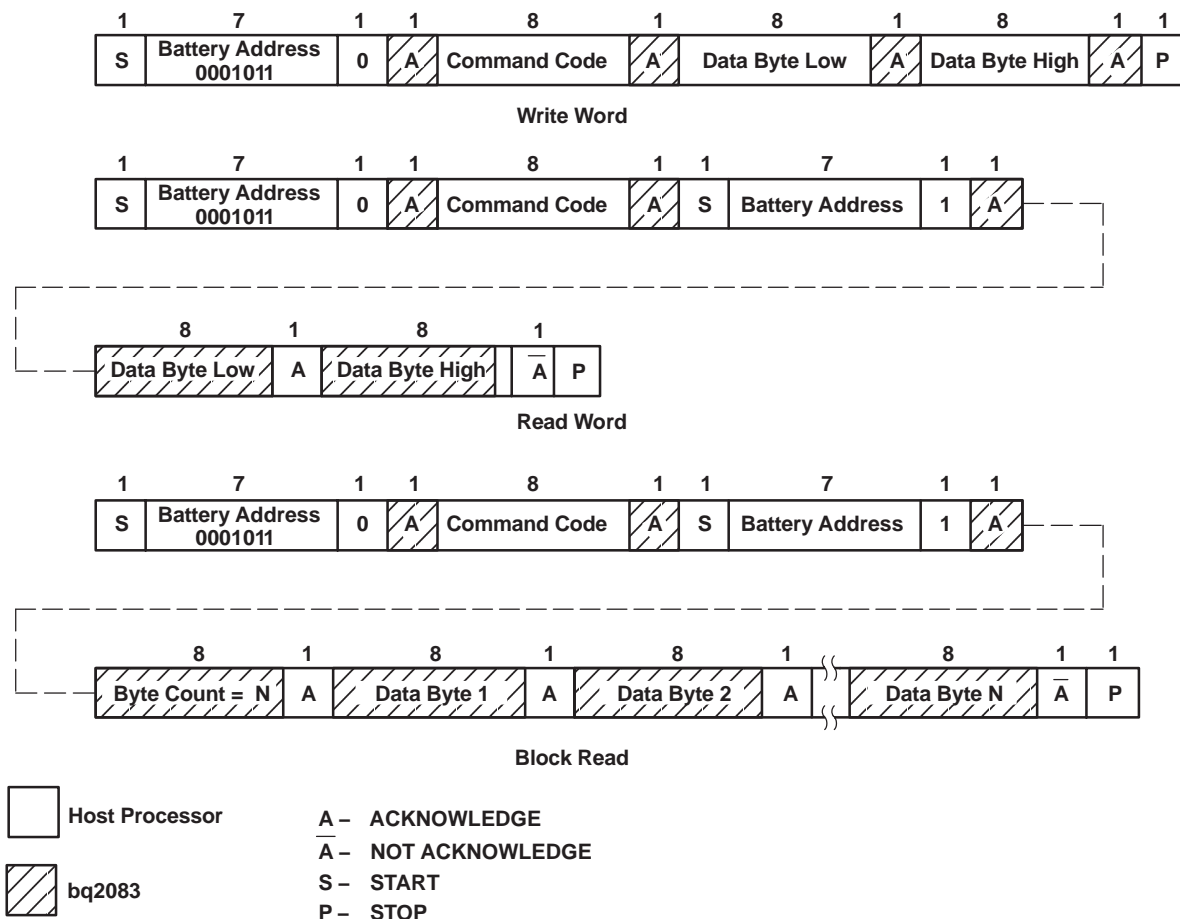 1 7 1 1 8 1 8 1 8 1 1
S Battery Address 0 A Command Code A Data Byte Low A Data Byte High A P
0001011
Write Word
1 7 1 1 8 1 1 7 1 1
S Battery Address 0 A Command Code A S Battery Address 1 A
0001011
8 1 8 1
Data Byte Low A Data Byte High A̅ P
Read Word
1 7 1 1 8 1 1 7 1 1
S Battery Address 0 A Command Code A S Battery Address 1 A
0001011
8 1 8 1 8 1 8 1 1
Byte Count = N A Data Byte 1 A Data Byte 2 A Data Byte N A̅ P
Block Read
Host Processor
bq2083
A – ACKNOWLEDGE
A̅ – NOT ACKNOWLEDGE
S – START
P – STOP